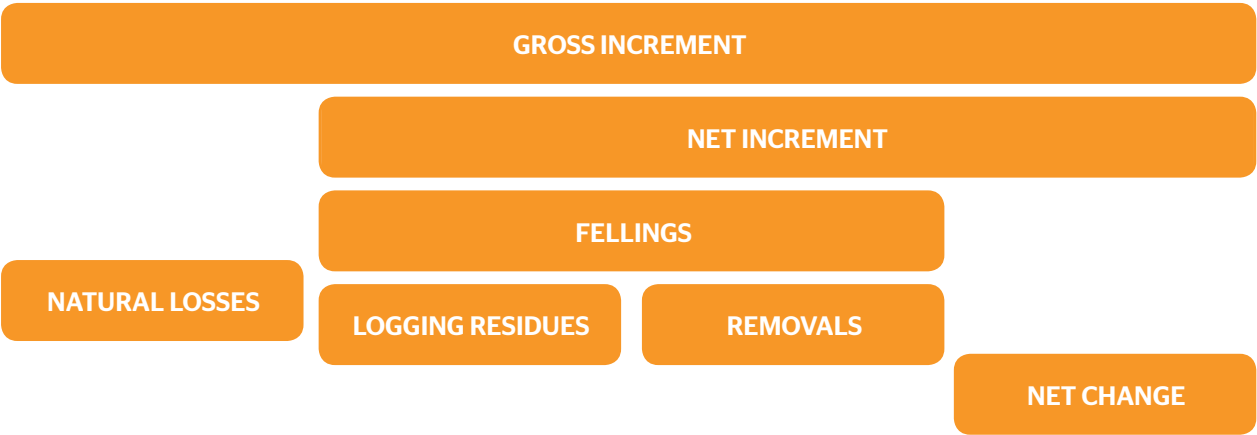 GROSS INCREMENT
NET INCREMENT
FELLINGS
NATURAL LOSSES
LOGGING RESIDUES
REMOVALS
NET CHANGE